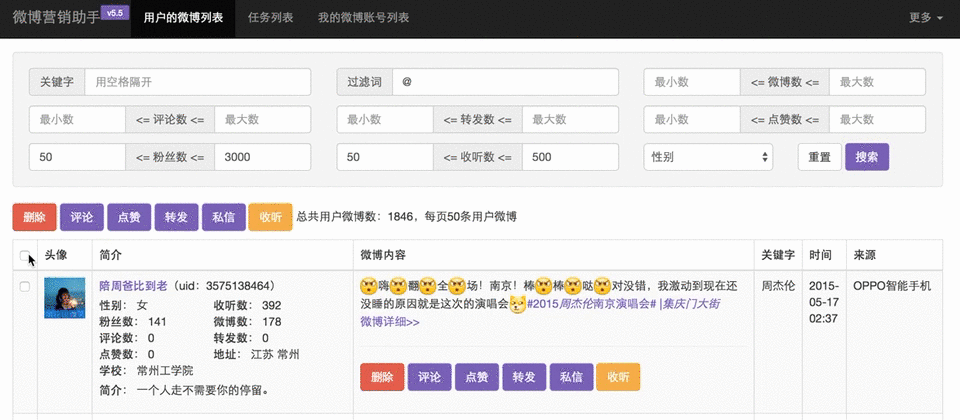 微博营销助手 v5.5 用户的微博列表 任务列表 我的微博账号列表 更多
关键字 用空格隔开 过滤词 @ 最小数 <= 微博数 <= 最大数
最小数 <= 评论数 <= 最大数 最小数 <= 转发数 <= 最大数 最小数 <= 点赞数 <= 最大数
50 <= 粉丝数 <= 3000 50 <= 收听数 <= 500 性别 重置 搜索
删除 评论 点赞 转发 私信 收听 总共用户微博数：1846，每页50条用户微博
头像 简介 微博内容 关键字 时间 来源
陪周爸比到老（uid：3575138464）
性别： 女 收听数： 392
粉丝数： 141 微博数： 178
评论数： 0 转发数： 0
点赞数： 0 地址： 江苏 常州
学校： 常州工学院
简介： 一个人走不需要你的停留。
嗨翻全场！南京！棒棒哒对没错，我激动到现在还
没睡的原因就是这次的演唱会#2015周杰伦南京演唱会# |集庆门大街
微博详细>>
删除 评论 点赞 转发 私信 收听
周杰伦
2015-
05-17
02:37
OPPO智能手机